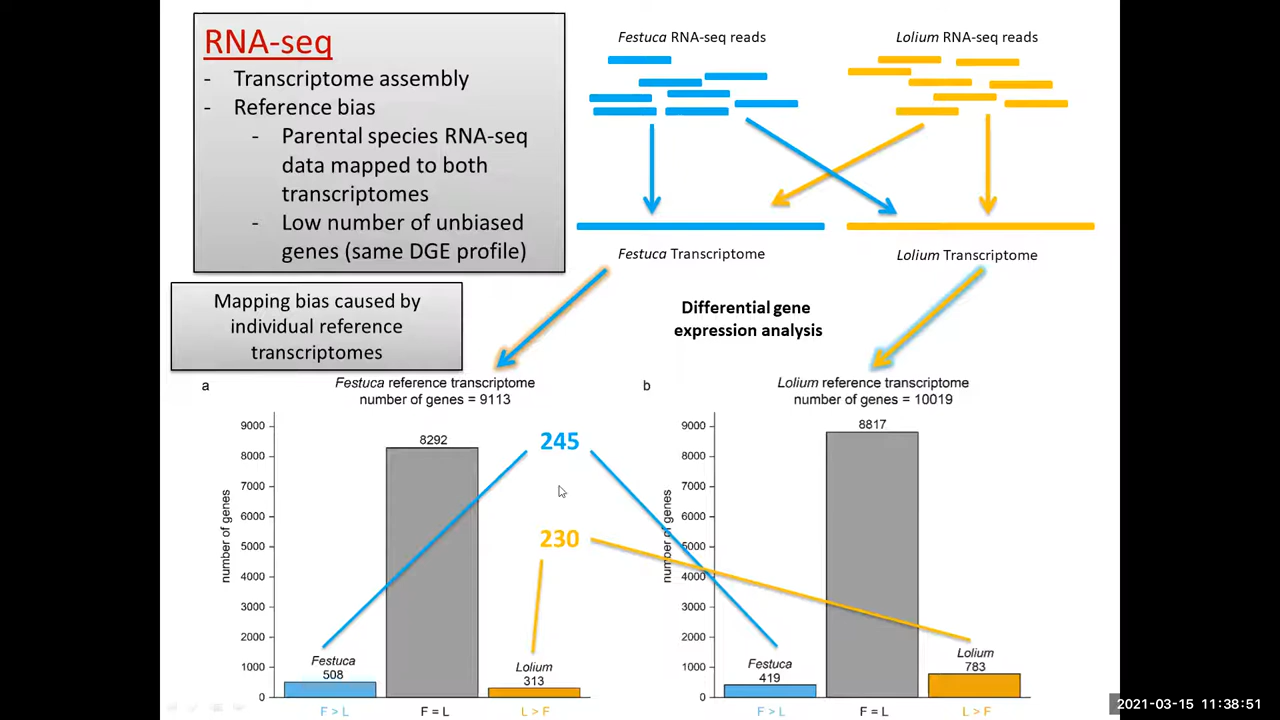 RNA-seq
- Transcriptome assembly
- Reference bias
- Parental species RNA-seq
data mapped to both
transcriptomes
- Low number of unbiased
genes (same DGE profile)
Mapping bias caused by
individual reference
transcriptomes
Festuca RNA-seq reads
Lolium RNA-seq reads
Festuca Transcriptome
Lolium Transcriptome
Differential gene
expression analysis
a
Festuca reference transcriptome
number of genes = 9113
number of genes
9000
8000
7000
6000
5000
4000
3000
2000
1000
0
Festuca
508
8292
Lolium
313
F > L
F = L
L > F
245
230
b
Lolium reference transcriptome
number of genes = 10019
number of genes
9000
8000
7000
6000
5000
4000
3000
2000
1000
0
Festuca
419
8817
Lolium
783
F > L
F = L
L > F
2021-03-15 11:38:51